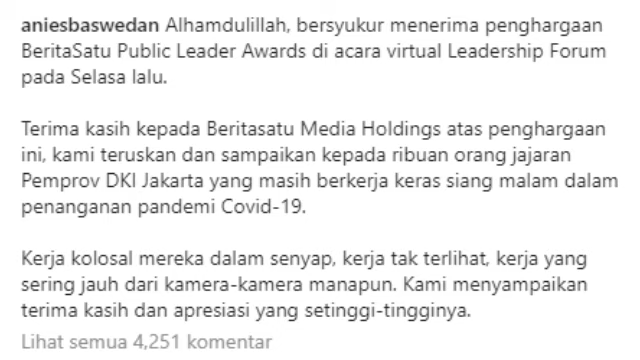 aniesbaswedan Alhamdulillah, bersyukur menerima penghargaan
BeritaSatu Public Leader Awards di acara virtual Leadership Forum
pada Selasa lalu.
Terima kasih kepada Beritasatu Media Holdings atas penghargaan
ini, kami teruskan dan sampaikan kepada ribuan orang jajaran
Pemprov DKI Jakarta yang masih berkerja keras siang malam dalam
penanganan pandemi Covid-19.
Kerja kolosal mereka dalam senyap, kerja tak terlihat, kerja yang
sering jauh dari kamera-kamera manapun. Kami menyampaikan
terima kasih dan apresiasi yang setinggi-tingginya.
Lihat semua 4,251 komentar